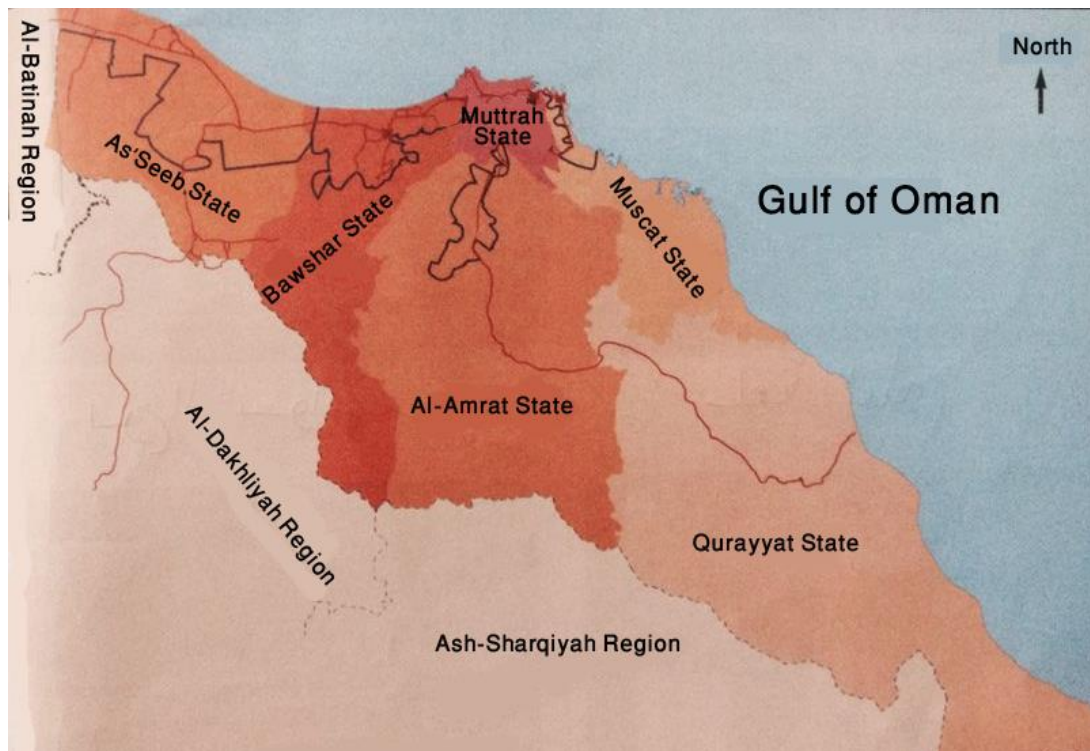 North
Al-Batinah Region
Muttrah
State
As'Seeb State
Muscat State
Gulf of Oman
Bawshar State
Al-Amrat State
Al-Dakhliyah Region
Qurayyat State
Ash-Sharqiyah Region